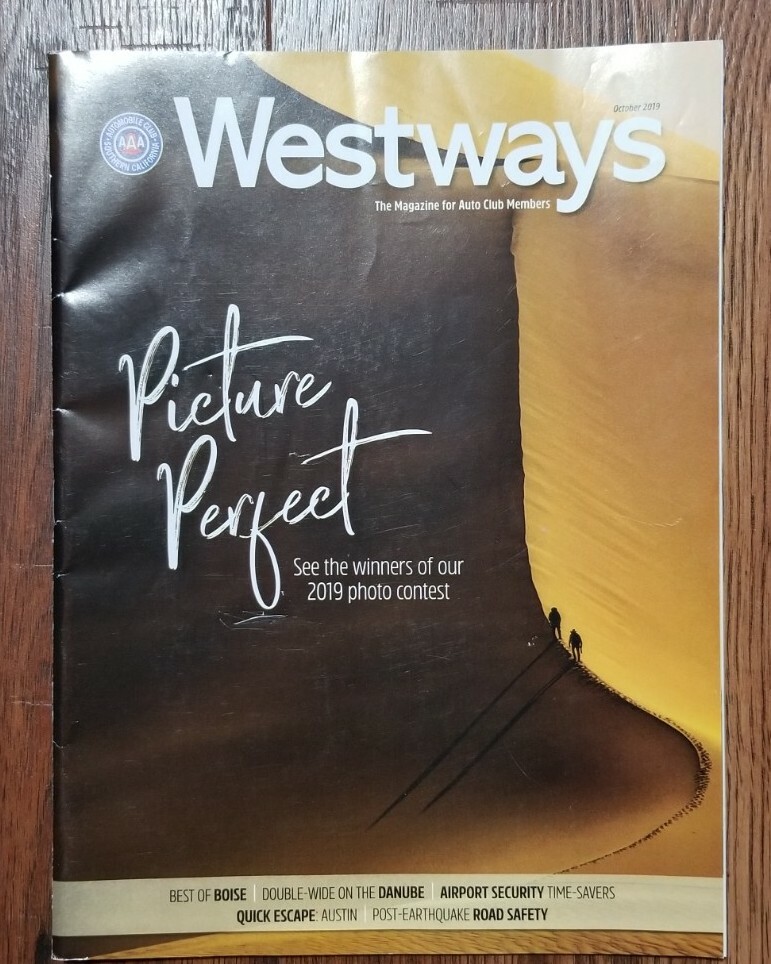 October 2019
AUTOMOBILE CLUB
AAA
SOUTHERN CALIFORNIA
Westways
The Magazine for Auto Club Members
Picture
Perfect
See the winners of our
2019 photo contest
BEST OF BOISE | DOUBLE-WIDE ON THE DANUBE | AIRPORT SECURITY TIME-SAVERS
QUICK ESCAPE: AUSTIN | POST-EARTHQUAKE ROAD SAFETY